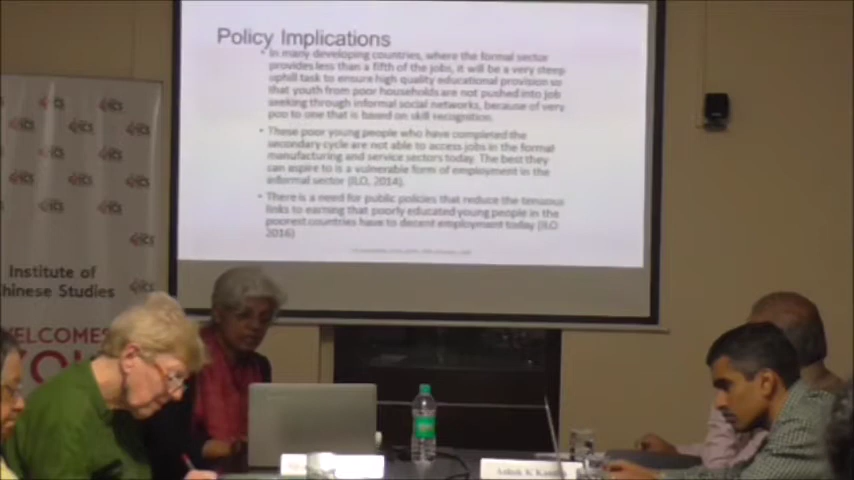 Policy Implications
• In many developing countries, where the formal sector
provides less than a fifth of the jobs, it will be a very steep
uphill task to ensure high quality educational provision so
that youth from poor households are not pushed into job
seeking through informal social networks, because of very
poo to one that is based on skill recognition.
• These poor young people who have completed the
secondary cycle are not able to access jobs in the formal
manufacturing and service sectors today. The best they
can aspire to is a vulnerable form of employment in the
informal sector (ILO, 2014).
• There is a need for public policies that reduce the tenuous
links to earning that poorly educated young people in the
poorest countries have to decent employment today (ILO
2016)
Institute of
Chinese Studies
WELCOMES
YOU
Ashok K